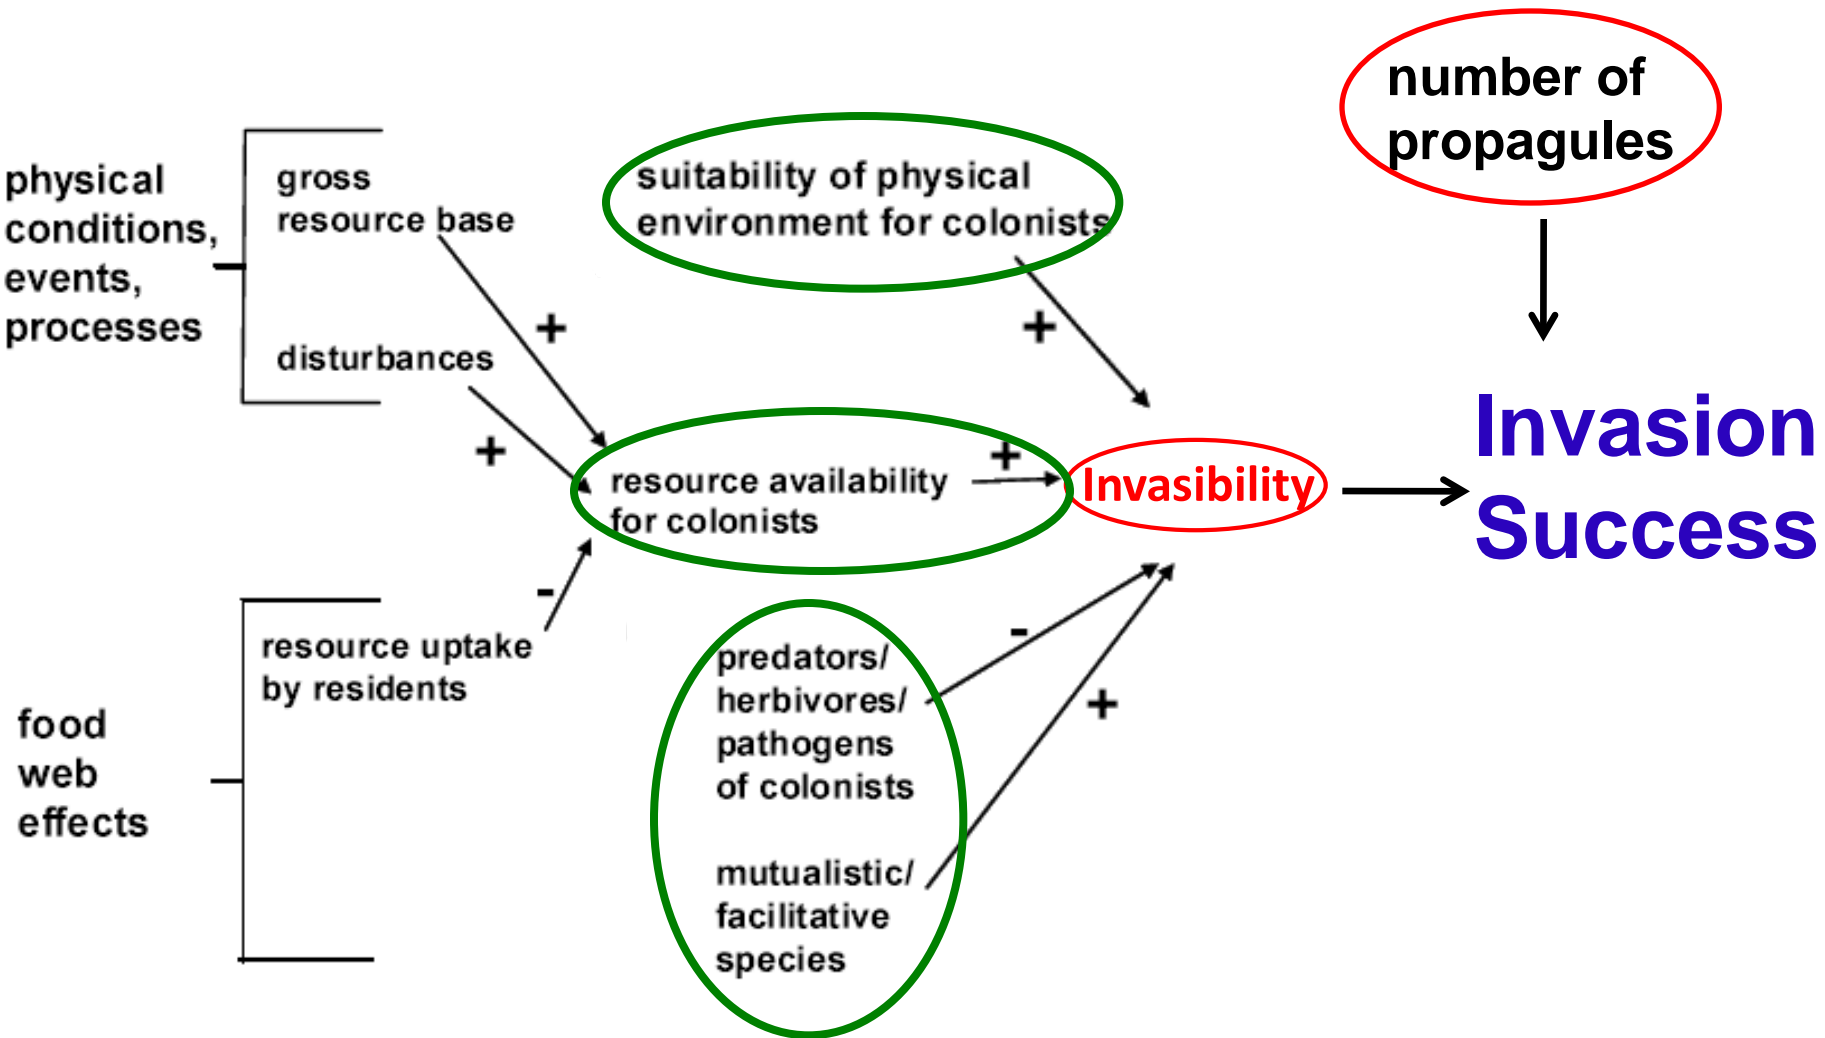 number of
propagules
physical
conditions,
events,
processes
gross
resource base
disturbances
suitability of physical
environment for colonists
+
+
+
+
resource availability
for colonists
Invasibility
Invasion
Success
-
resource uptake
by residents
food
web
effects
predators/
herbivores/
pathogens
of colonists
-
+
mutualistic/
facilitative
species